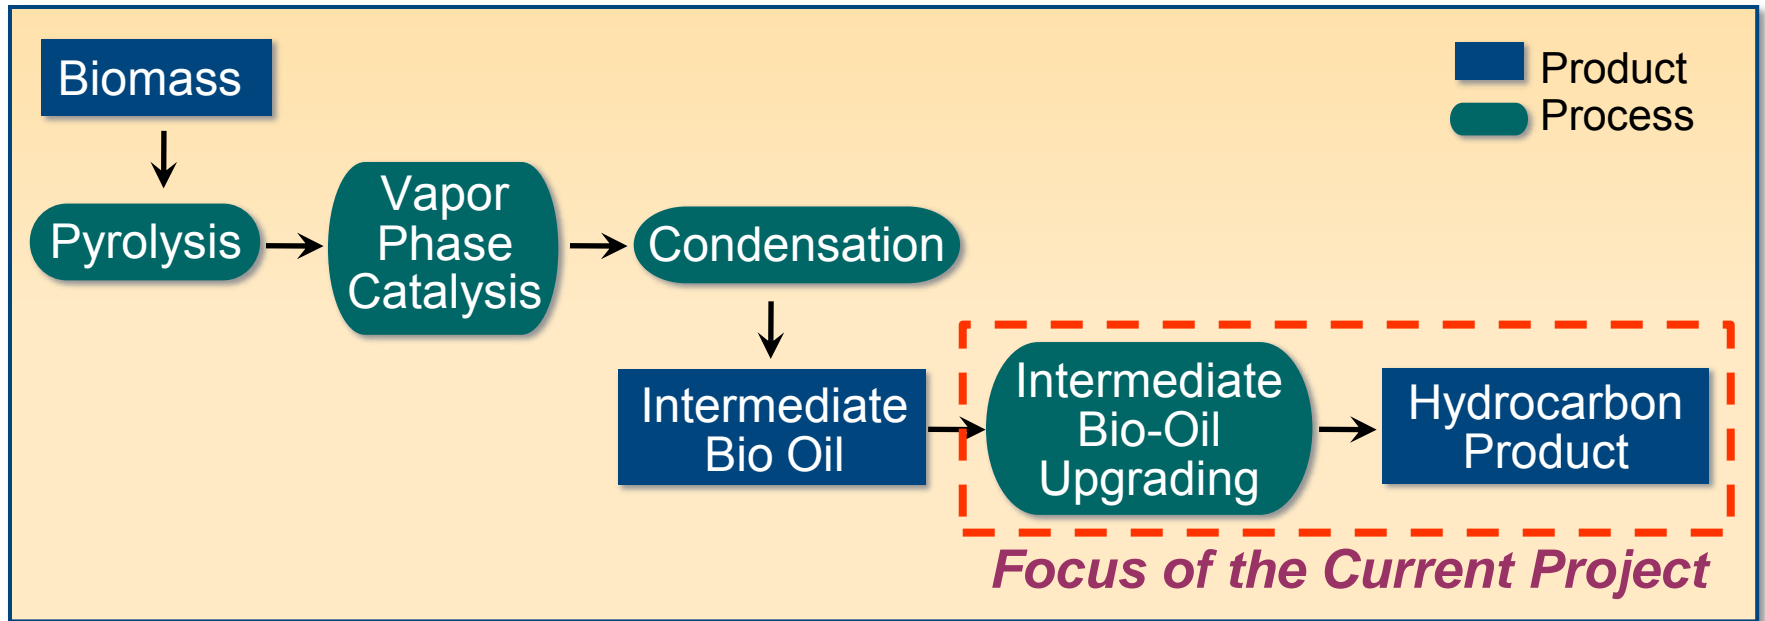 Biomass
Product
Process
Pyrolysis
Vapor
Phase
Catalysis
Condensation
Intermediate
Bio Oil
Intermediate
Bio-Oil
Upgrading
Hydrocarbon
Product
Focus of the Current Project